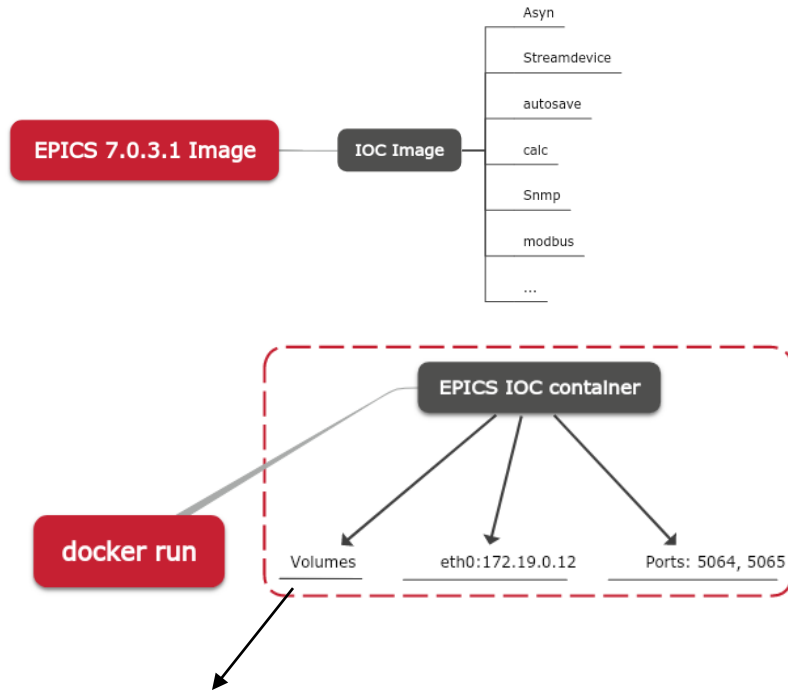 Asyn
Streamdevice
autosave
EPICS 7.0.3.1 Image
IOC Image
calc
Snmp
modbus
...
EPICS IOC container
docker run
Volumes
eth0:172.19.0.12
Ports: 5064, 5065